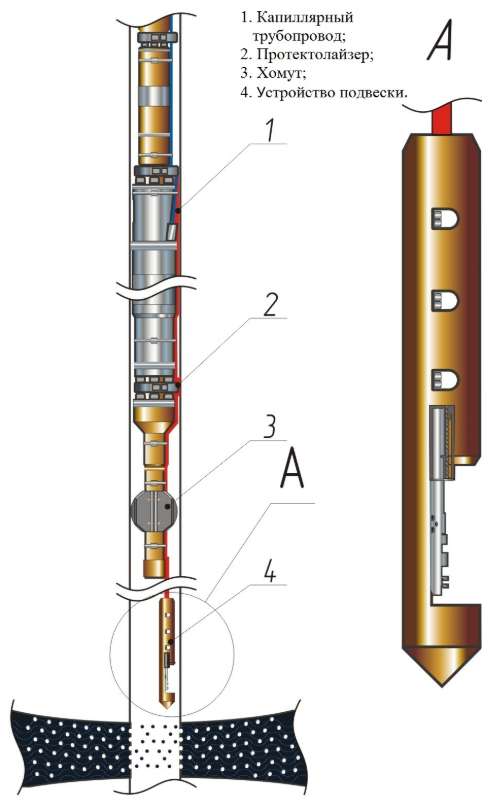 1. Капиллярный
трубопровод;
2. Протектолайзер;
3. Хомут;
4. Устройство подвески.
A
1
2
3
A
4